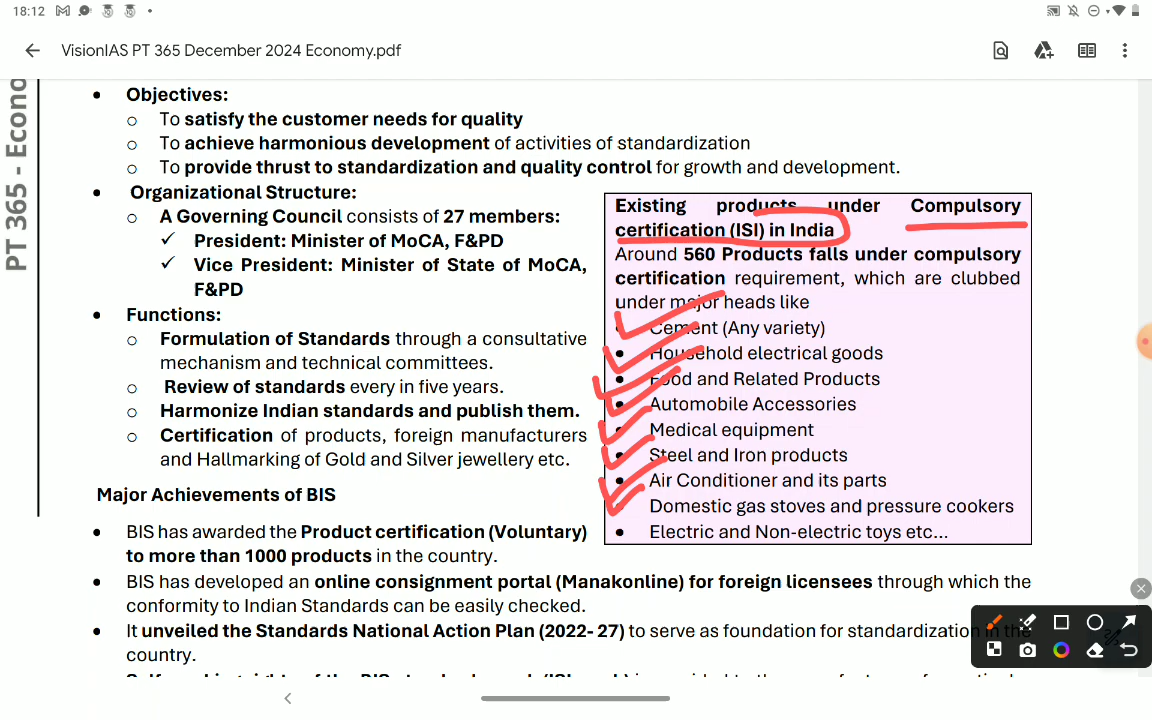 18:12
VisionIAS PT 365 December 2024 Economy.pdf
PT 365 - Econo
• Objectives:
o To satisfy the customer needs for quality
o To achieve harmonious development of activities of standardization
o To provide thrust to standardization and quality control for growth and development.
• Organizational Structure:
o A Governing Council consists of 27 members:
✓ President: Minister of MoCA, F&PD
✓ Vice President: Minister of State of MoCA,
F&PD
• Functions:
o Formulation of Standards through a consultative
mechanism and technical committees.
o Review of standards every in five years.
o Harmonize Indian standards and publish them.
o Certification of products, foreign manufacturers
and Hallmarking of Gold and Silver jewellery etc.
Existing products under Compulsory
certification (ISI) in India
Around 560 Products falls under compulsory
certification requirement, which are clubbed
under major heads like
• Cement (Any variety)
• Household electrical goods
• Food and Related Products
• Automobile Accessories
• Medical equipment
• Steel and Iron products
• Air Conditioner and its parts
• Domestic gas stoves and pressure cookers
• Electric and Non-electric toys etc...
Major Achievements of BIS
• BIS has awarded the Product certification (Voluntary)
to more than 1000 products in the country.
• BIS has developed an online consignment portal (Manakonline) for foreign licensees through which the
conformity to Indian Standards can be easily checked.
• It unveiled the Standards National Action Plan (2022- 27) to serve as foundation for standardization in the
country.